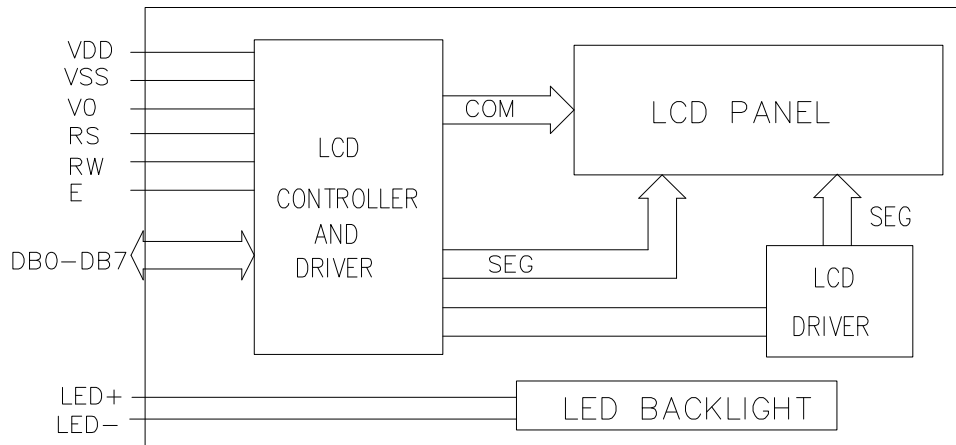 VDD
VSS
V0
RS
RW
E
DB0-DB7
LED+
LED-
LCD
CONTROLLER
AND
DRIVER
COM
SEG
LCD PANEL
SEG
LCD
DRIVER
LED BACKLIGHT